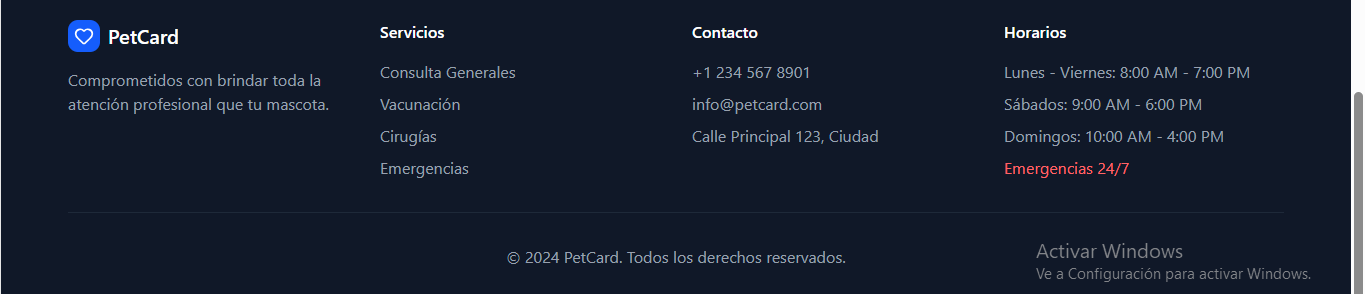 PetCard
Comprometidos con brindar toda la
atención profesional que tu mascota.
Servicios
Consulta Generales
Vacunación
Cirugías
Emergencias
Contacto
+1 234 567 8901
info@petcard.com
Calle Principal 123, Ciudad
Horarios
Lunes - Viernes: 8:00 AM - 7:00 PM
Sábados: 9:00 AM - 6:00 PM
Domingos: 10:00 AM - 4:00 PM
Emergencias 24/7
© 2024 PetCard. Todos los derechos reservados.
Activar Windows
Ve a Configuración para activar Windows.